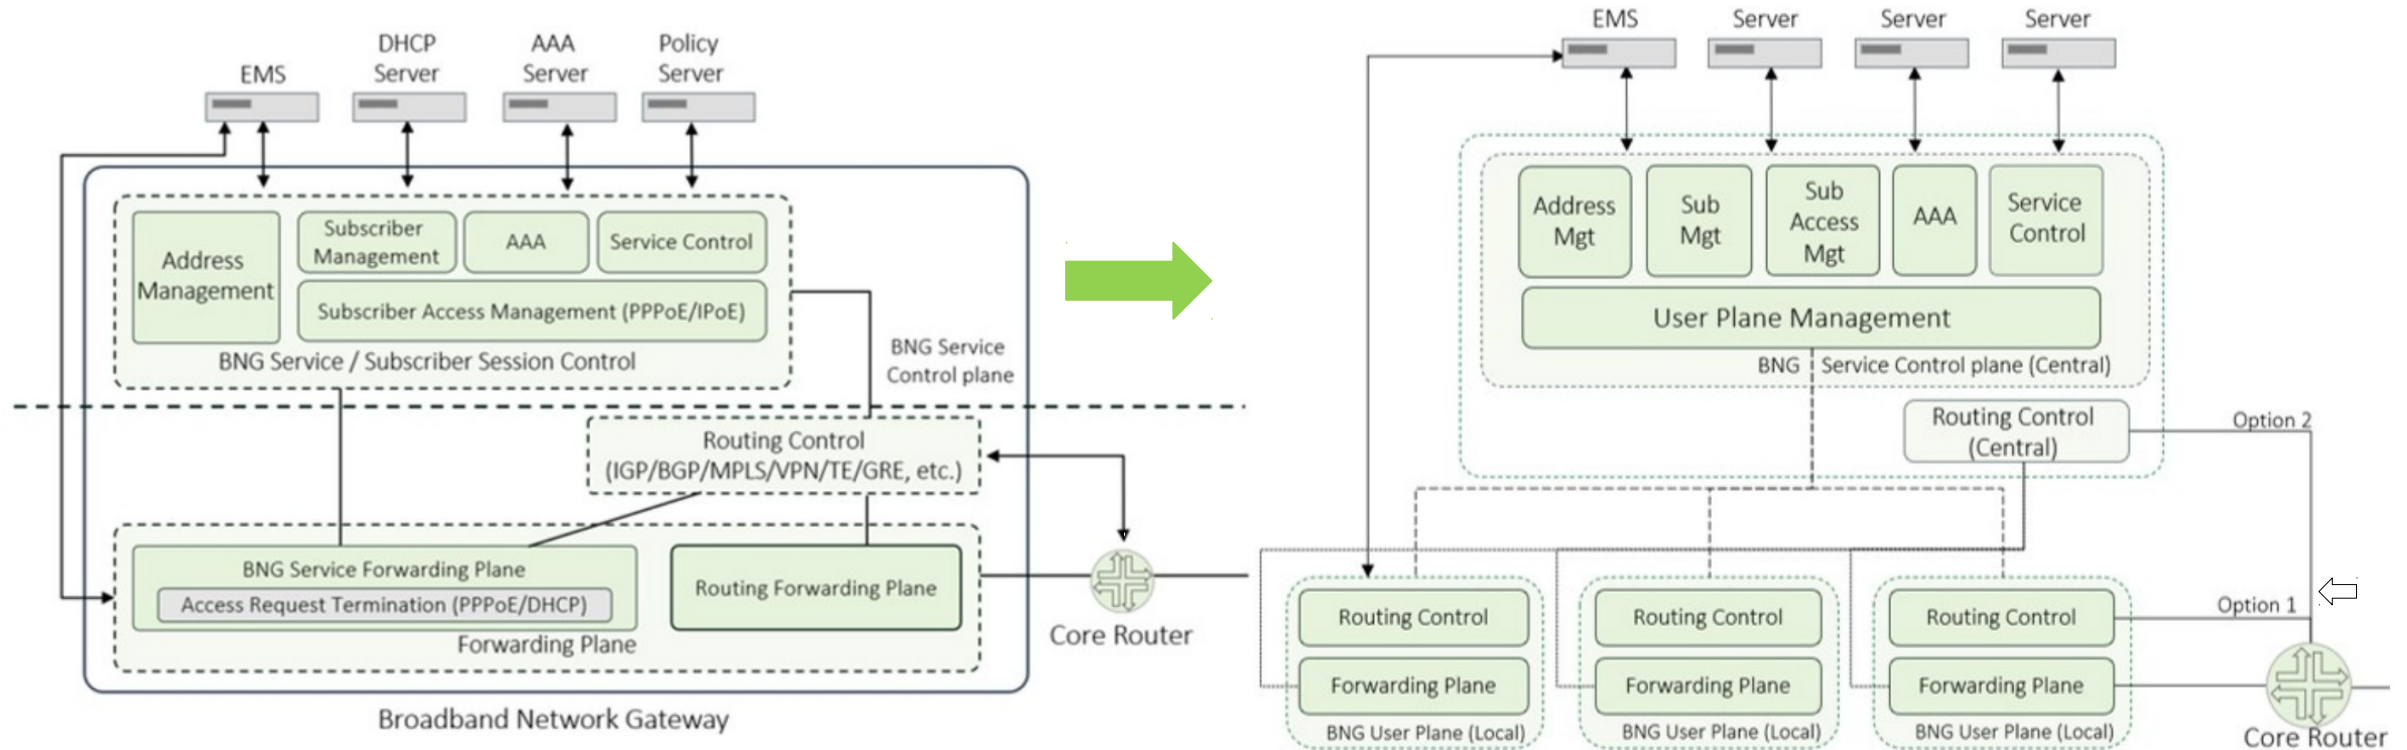 EMS
DHCP
Server
AAA
Server
Policy
Server
Address
Management
Subscriber
Management
AAA
Service Control
Subscriber Access Management (PPPoE/IPoE)
BNG Service / Subscriber Session Control
BNG Service
Control plane
Routing Control
(IGP/BGP/MPLS/VPN/TE/GRE, etc.)
BNG Service Forwarding Plane
Access Request Termination (PPPoE/DHCP)
Routing Forwarding Plane
Forwarding Plane
Core Router
Broadband Network Gateway
EMS
Server
Server
Server
Address
Mgt
Sub
Mgt
Sub
Access
Mgt
AAA
Service
Control
User Plane Management
BNG Service Control plane (Central)
Routing Control
(Central)
Option 2
Option 1
Routing Control
Forwarding Plane
BNG User Plane (Local)
Routing Control
Forwarding Plane
BNG User Plane (Local)
Routing Control
Forwarding Plane
BNG User Plane (Local)
Core Router